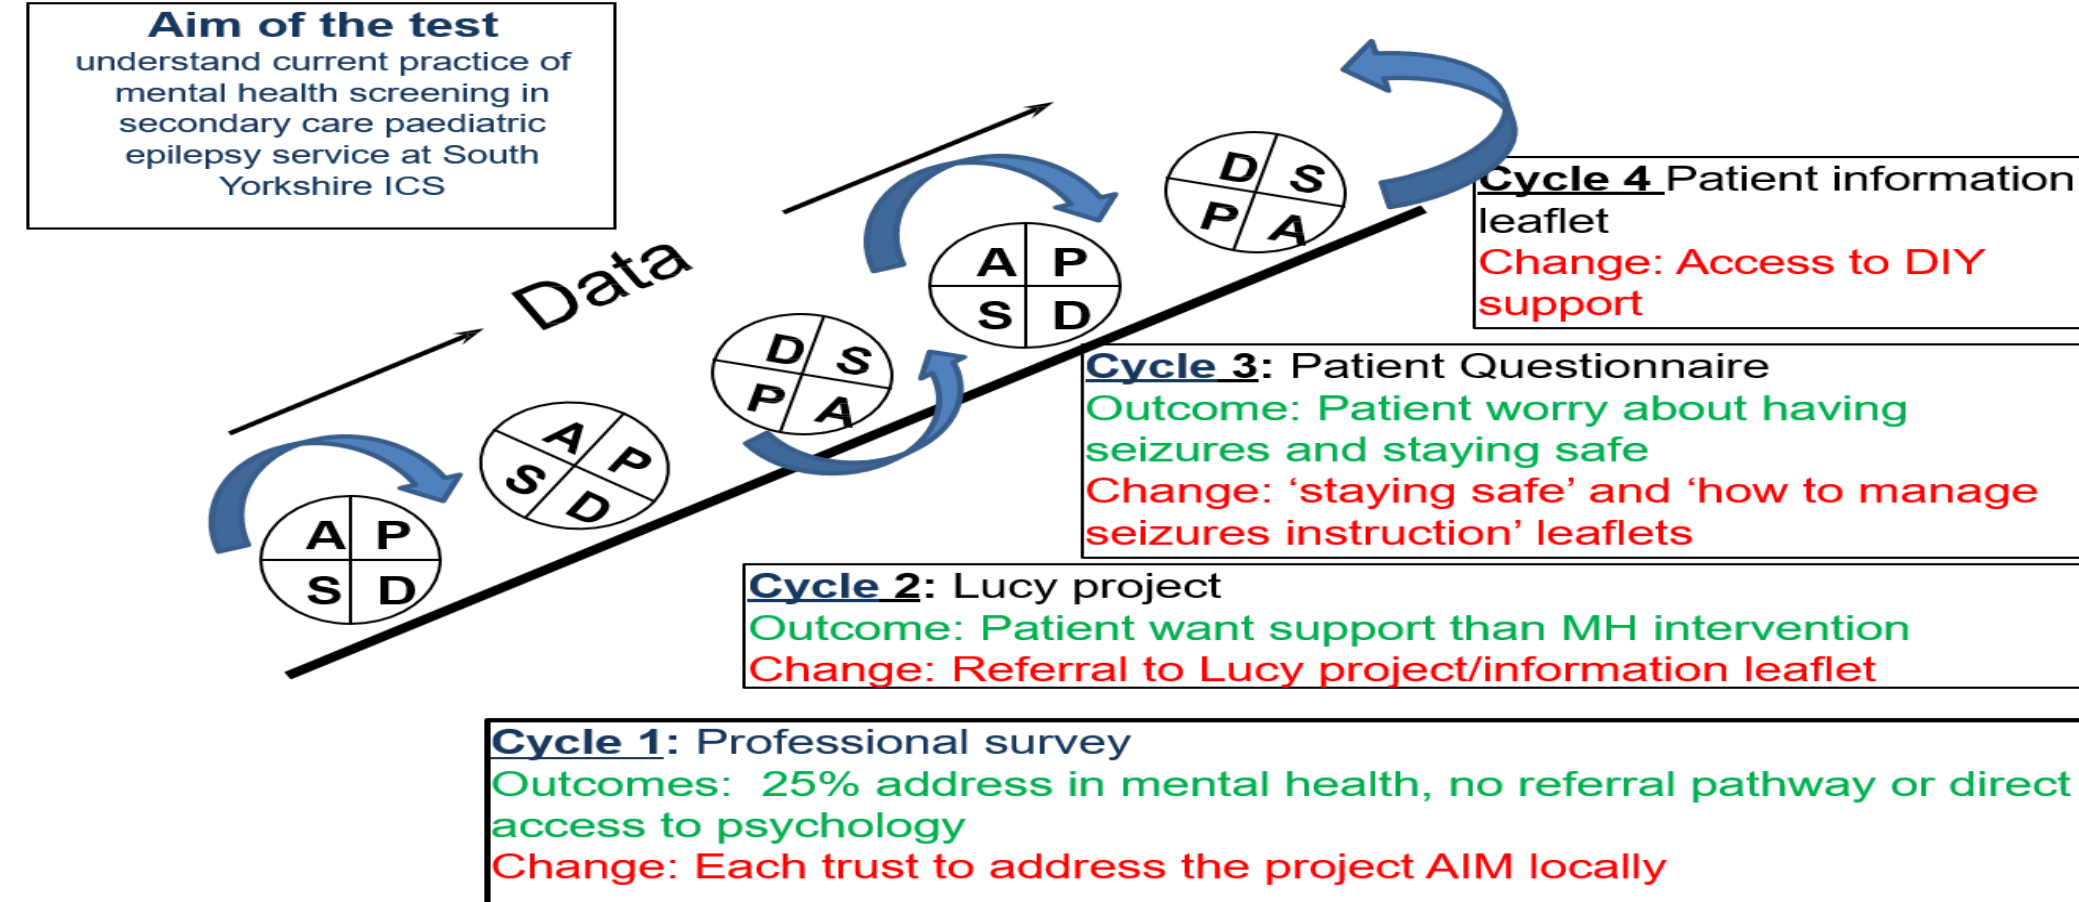 Aim of the test
understand current practice of
mental health screening in
secondary care paediatric
epilepsy service at South
Yorkshire ICS
Data
D S
P A
A P
S D
D S
P A
A P
S D
A P
S D
Cycle 4 Patient information
leaflet
Change: Access to DIY
support
Cycle 3: Patient Questionnaire
Outcome: Patient worry about having
seizures and staying safe
Change: ‘staying safe’ and ‘how to manage
seizures instruction’ leaflets
Cycle 2: Lucy project
Outcome: Patient want support than MH intervention
Change: Referral to Lucy project/information leaflet
Cycle 1: Professional survey
Outcomes:  25% address in mental health, no referral pathway or direct
access to psychology
Change: Each trust to address the project AIM locally